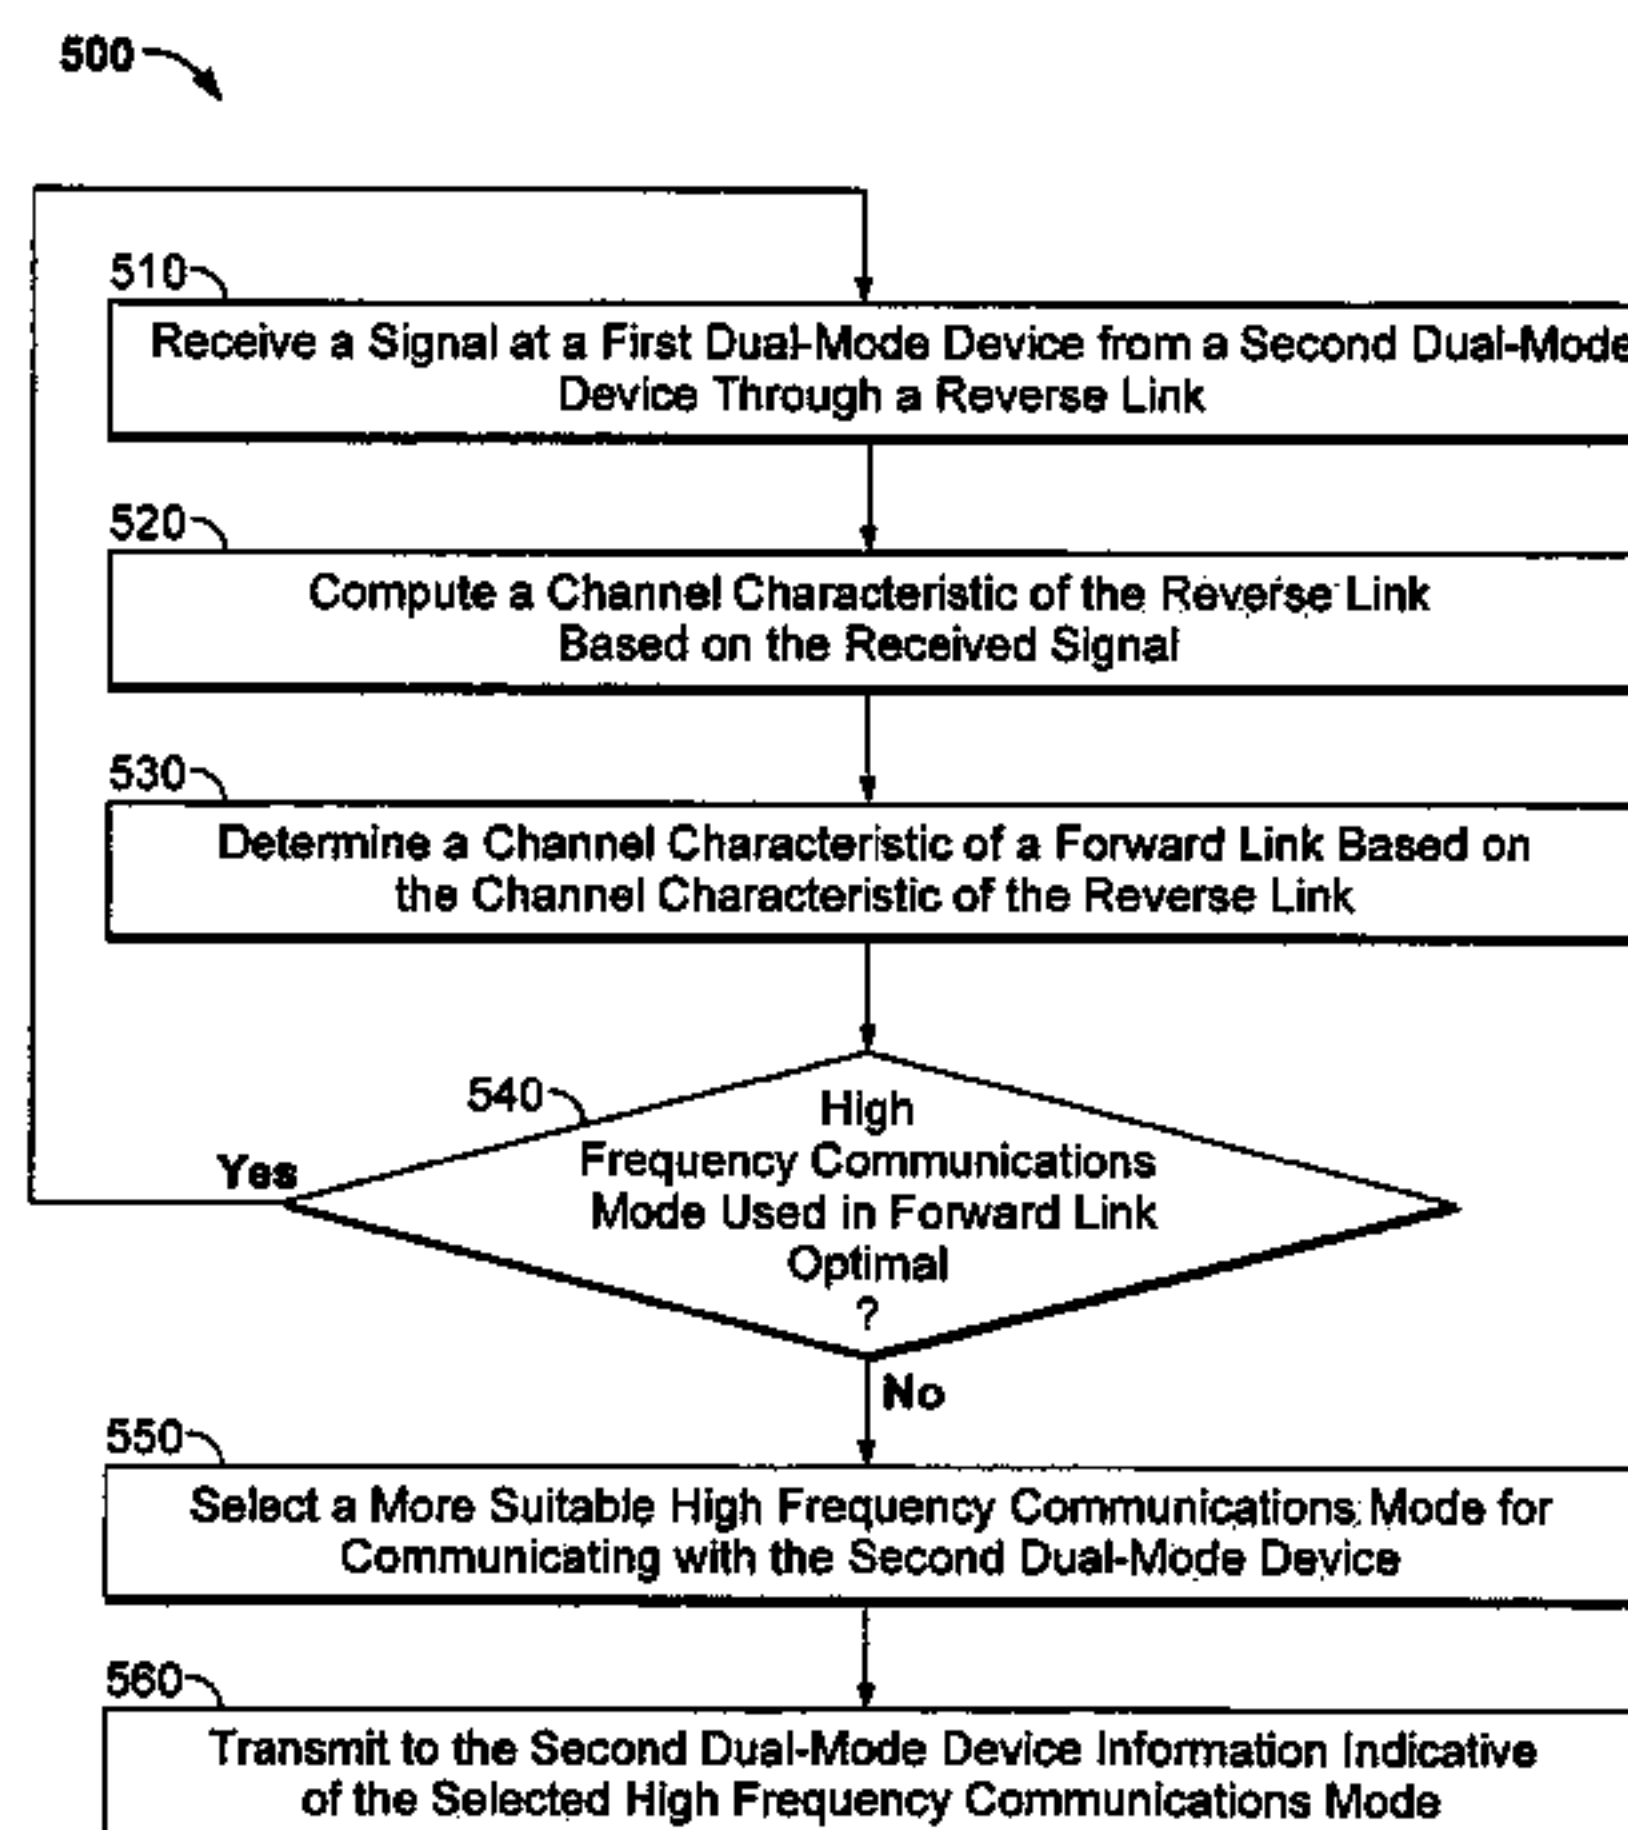 500
510
Receive a Signal at a First Dual-Mode Device from a Second Dual-Mode
Device Through a Reverse Link
520
Compute a Channel Characteristic of the Reverse Link
Based on the Received Signal
530
Determine a Channel Characteristic of a Forward Link Based on
the Channel Characteristic of the Reverse Link
540
High
Frequency Communications
Mode Used in Forward Link
Optimal
?
Yes
No
550
Select a More Suitable High Frequency Communications Mode for
Communicating with the Second Dual-Mode Device
560
Transmit to the Second Dual-Mode Device Information Indicative
of the Selected High Frequency Communications Mode